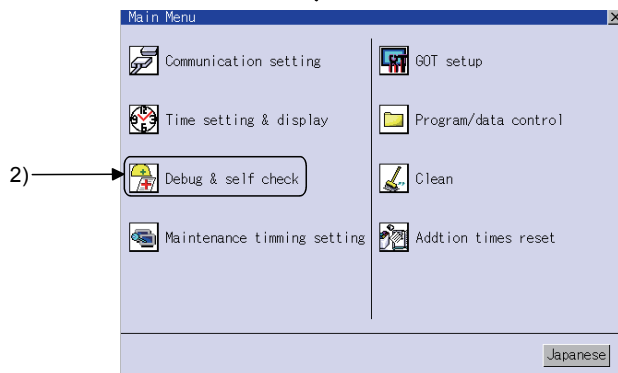 Main Menu
Communication setting
GOT setup
Time setting & display
Program/data control
2)
Debug & self check
Clean
Maintenance timming setting
Addtion times reset
Japanese